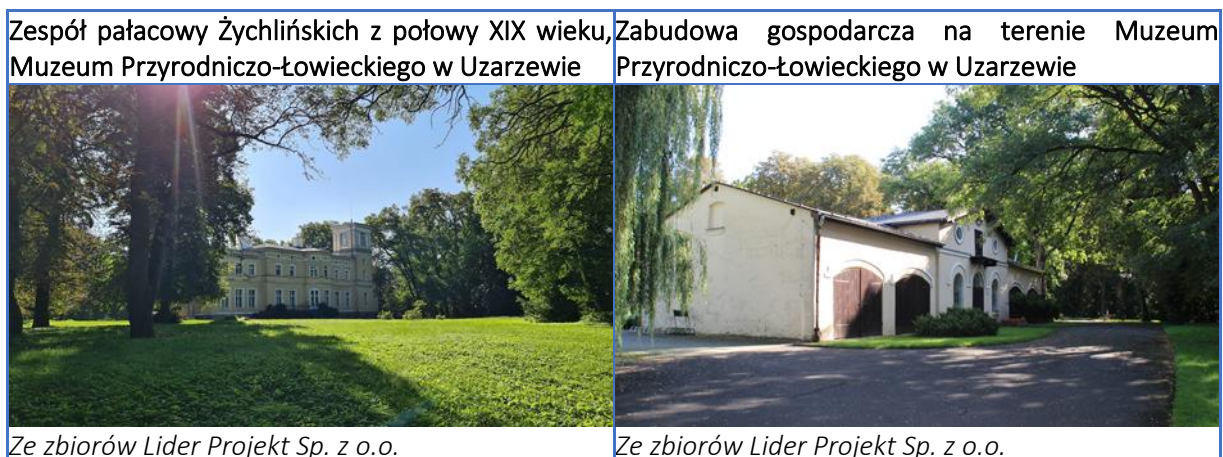 Zespół pałacowy Żychlińskich z połowy XIX wieku,
Muzeum Przyrodniczo-Łowieckiego w Uzarzewie
Zabudowa gospodarcza na terenie Muzeum
Przyrodniczo-Łowieckiego w Uzarzewie
Ze zbiorów Lider Projekt Sp. z o.o.
Ze zbiorów Lider Projekt Sp. z o.o.